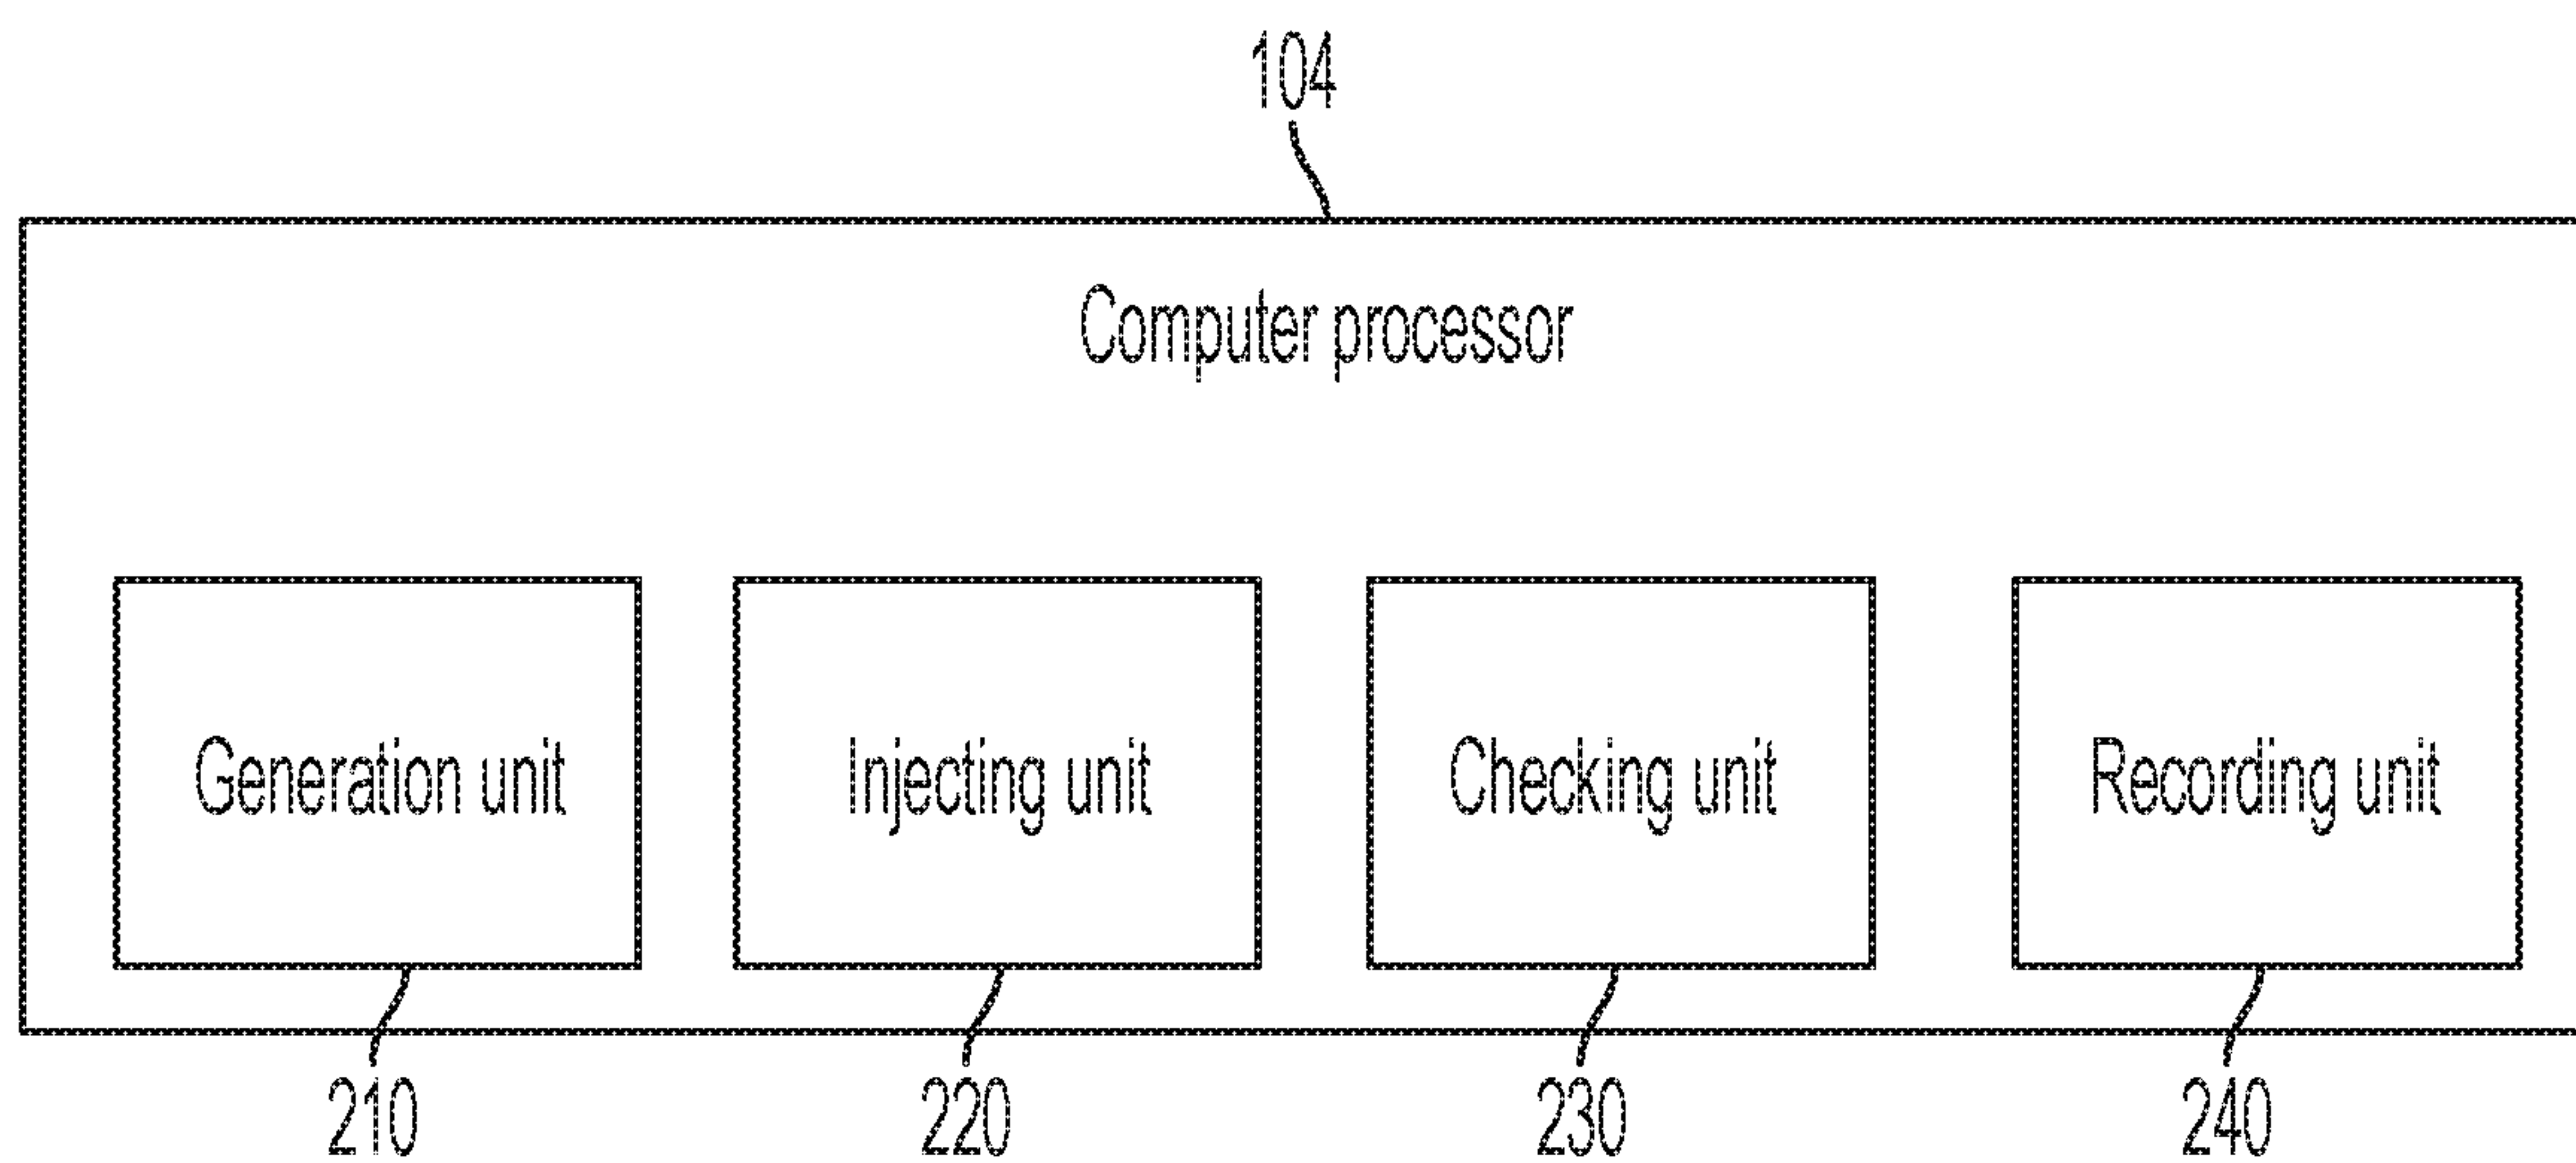 104
Computer processor
Generation unit
Injecting unit
Checking unit
Recording unit
210
220
230
240